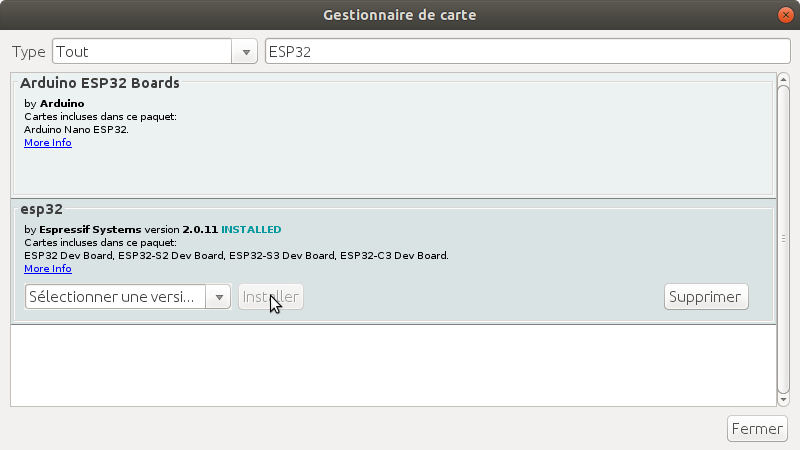 Gestionnaire de carte
Type Tout ESP32
Arduino ESP32 Boards
by Arduino
Cartes incluses dans ce paquet:
Arduino Nano ESP32.
More Info
esp32
by Espressif Systems version 2.0.11 INSTALLED
Cartes incluses dans ce paquet:
ESP32 Dev Board, ESP32-S2 Dev Board, ESP32-S3 Dev Board, ESP32-C3 Dev Board.
More Info
Sélectionner une versi... Installer Supprimer
Fermer